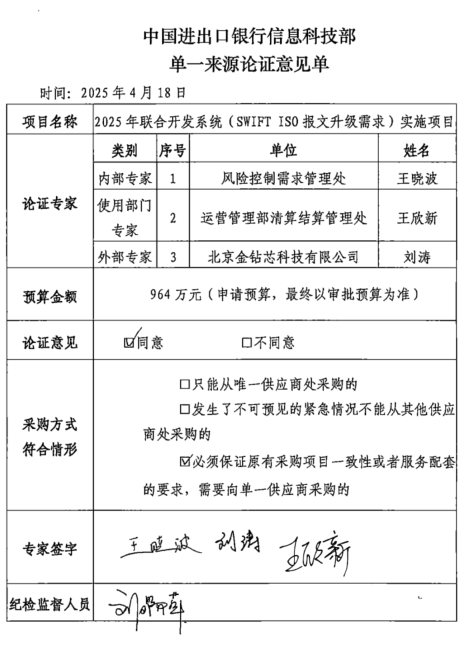 中国进出口银行信息科技部
单一来源论证意见单
时间：2025 年 4 月 18 日
项目名称 2025 年联合开发系统（SWIFT ISO 报文升级需求）实施项目
论证专家
类别 序号 单位 姓名
内部专家 1 风险控制需求管理处 王晓波
使用部门专家 2 运营管理部清算结算管理处 王欣新
外部专家 3 北京金钻芯科技有限公司 刘涛
预算金额 964 万元（申请预算，最终以审批预算为准）
论证意见 ☑同意 □不同意
采购方式
符合情形
□只能从唯一供应商处采购的
□发生了不可预见的紧急情况不能从其他供应
商处采购的
☑必须保证原有采购项目一致性或者服务配套
的要求，需要向单一供应商采购的
专家签字 王晓波 刘涛 王欣新
纪检监督人员